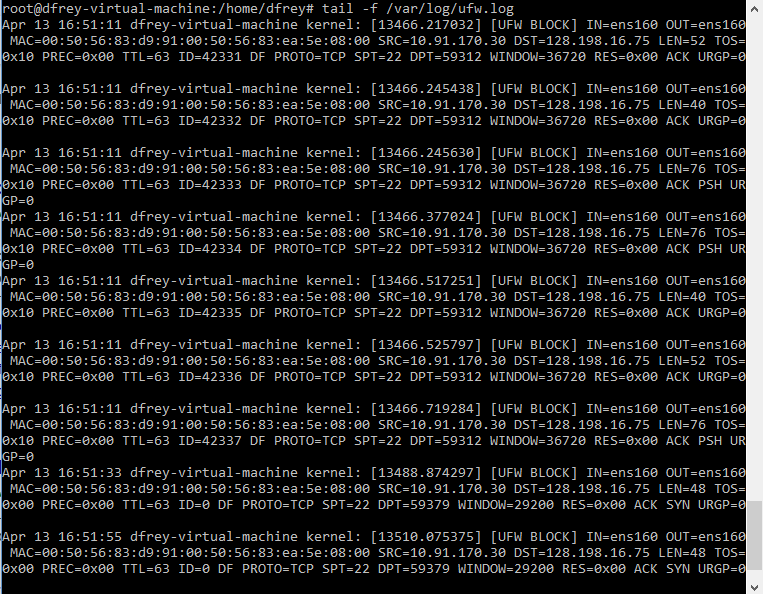 root@dfrey-virtual-machine:/home/dfrey# tail -f /var/log/ufw.log
Apr 13 16:51:11 dfrey-virtual-machine kernel: [13466.217032] [UFW BLOCK] IN=ens160 OUT=ens160
 MAC=00:50:56:83:d9:91:00:50:56:83:ea:5e:08:00 SRC=10.91.170.30 DST=128.198.16.75 LEN=52 TOS=
0x10 PREC=0x00 TTL=63 ID=42331 DF PROTO=TCP SPT=22 DPT=59312 WINDOW=36720 RES=0x00 ACK URGP=0
Apr 13 16:51:11 dfrey-virtual-machine kernel: [13466.245438] [UFW BLOCK] IN=ens160 OUT=ens160
 MAC=00:50:56:83:d9:91:00:50:56:83:ea:5e:08:00 SRC=10.91.170.30 DST=128.198.16.75 LEN=40 TOS=
0x10 PREC=0x00 TTL=63 ID=42332 DF PROTO=TCP SPT=22 DPT=59312 WINDOW=36720 RES=0x00 ACK URGP=0
Apr 13 16:51:11 dfrey-virtual-machine kernel: [13466.245630] [UFW BLOCK] IN=ens160 OUT=ens160
 MAC=00:50:56:83:d9:91:00:50:56:83:ea:5e:08:00 SRC=10.91.170.30 DST=128.198.16.75 LEN=76 TOS=
0x10 PREC=0x00 TTL=63 ID=42333 DF PROTO=TCP SPT=22 DPT=59312 WINDOW=36720 RES=0x00 ACK PSH UR
GP=0
Apr 13 16:51:11 dfrey-virtual-machine kernel: [13466.377024] [UFW BLOCK] IN=ens160 OUT=ens160
 MAC=00:50:56:83:d9:91:00:50:56:83:ea:5e:08:00 SRC=10.91.170.30 DST=128.198.16.75 LEN=76 TOS=
0x10 PREC=0x00 TTL=63 ID=42334 DF PROTO=TCP SPT=22 DPT=59312 WINDOW=36720 RES=0x00 ACK PSH UR
GP=0
Apr 13 16:51:11 dfrey-virtual-machine kernel: [13466.517251] [UFW BLOCK] IN=ens160 OUT=ens160
 MAC=00:50:56:83:d9:91:00:50:56:83:ea:5e:08:00 SRC=10.91.170.30 DST=128.198.16.75 LEN=40 TOS=
0x10 PREC=0x00 TTL=63 ID=42335 DF PROTO=TCP SPT=22 DPT=59312 WINDOW=36720 RES=0x00 ACK URGP=0
Apr 13 16:51:11 dfrey-virtual-machine kernel: [13466.525797] [UFW BLOCK] IN=ens160 OUT=ens160
 MAC=00:50:56:83:d9:91:00:50:56:83:ea:5e:08:00 SRC=10.91.170.30 DST=128.198.16.75 LEN=52 TOS=
0x10 PREC=0x00 TTL=63 ID=42336 DF PROTO=TCP SPT=22 DPT=59312 WINDOW=36720 RES=0x00 ACK URGP=0
Apr 13 16:51:11 dfrey-virtual-machine kernel: [13466.719284] [UFW BLOCK] IN=ens160 OUT=ens160
 MAC=00:50:56:83:d9:91:00:50:56:83:ea:5e:08:00 SRC=10.91.170.30 DST=128.198.16.75 LEN=76 TOS=
0x10 PREC=0x00 TTL=63 ID=42337 DF PROTO=TCP SPT=22 DPT=59312 WINDOW=36720 RES=0x00 ACK PSH UR
GP=0
Apr 13 16:51:33 dfrey-virtual-machine kernel: [13488.874297] [UFW BLOCK] IN=ens160 OUT=ens160
 MAC=00:50:56:83:d9:91:00:50:56:83:ea:5e:08:00 SRC=10.91.170.30 DST=128.198.16.75 LEN=48 TOS=
0x00 PREC=0x00 TTL=63 ID=0 DF PROTO=TCP SPT=22 DPT=59379 WINDOW=29200 RES=0x00 ACK SYN URGP=0
Apr 13 16:51:55 dfrey-virtual-machine kernel: [13510.075375] [UFW BLOCK] IN=ens160 OUT=ens160
 MAC=00:50:56:83:d9:91:00:50:56:83:ea:5e:08:00 SRC=10.91.170.30 DST=128.198.16.75 LEN=48 TOS=
0x00 PREC=0x00 TTL=63 ID=0 DF PROTO=TCP SPT=22 DPT=59379 WINDOW=29200 RES=0x00 ACK SYN URGP=0